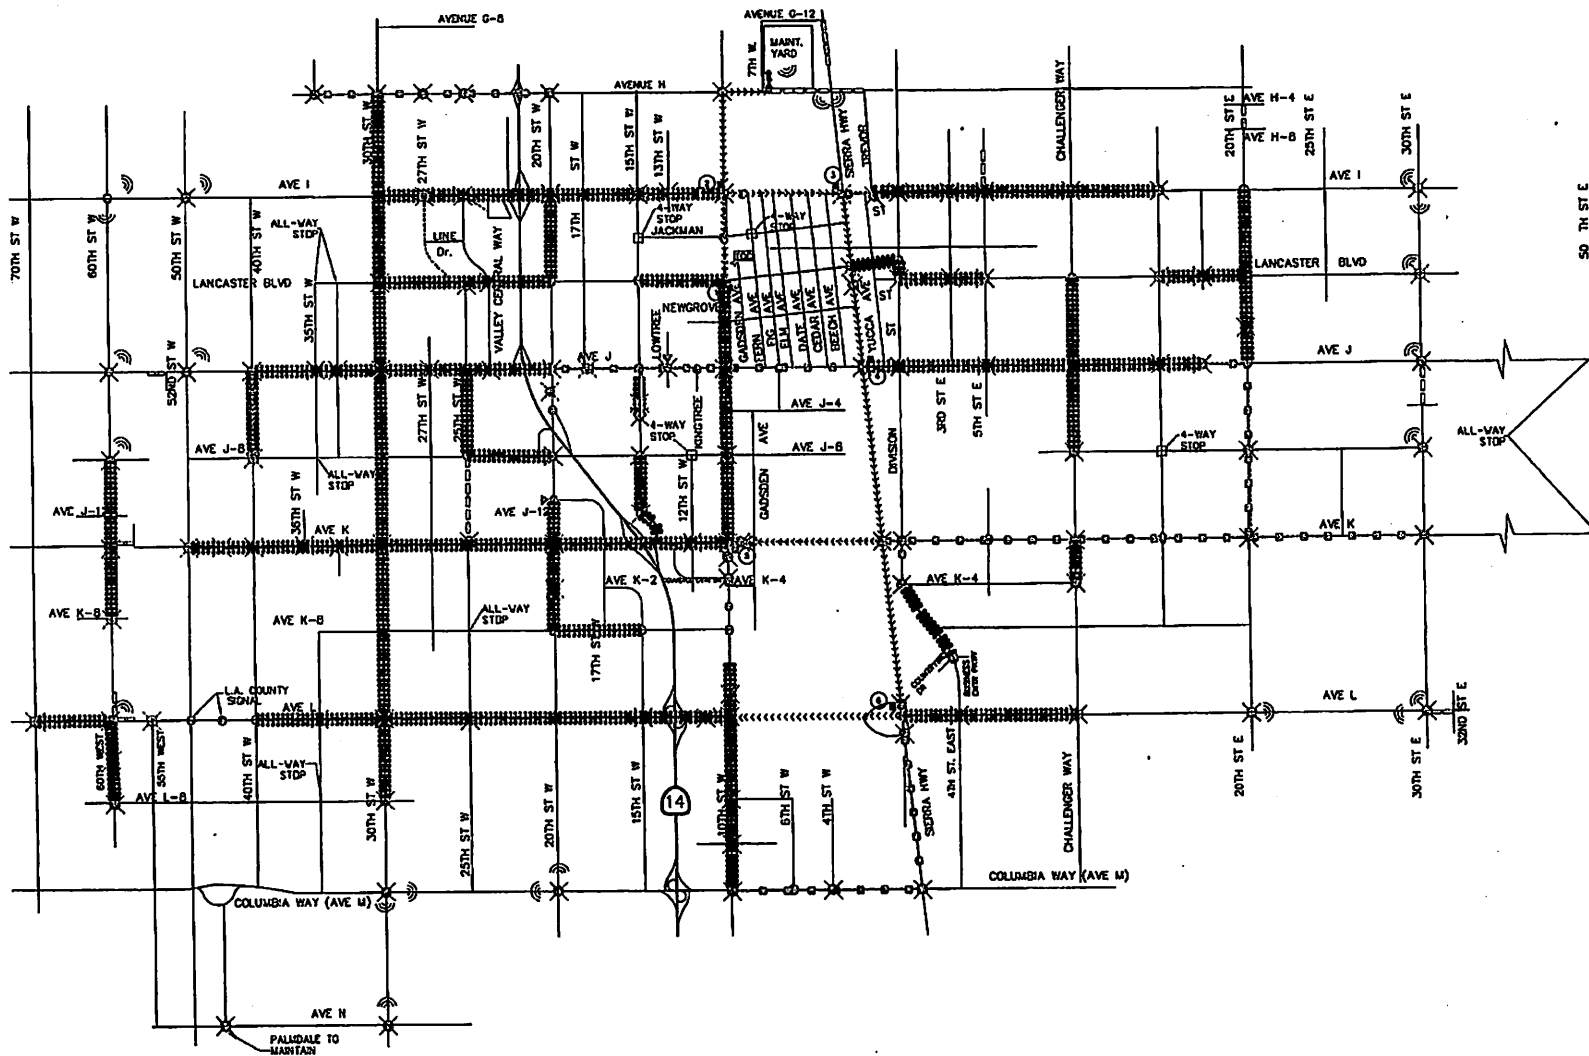 AVENUE G-8
AVENUE G-12
7TH W.
MAINT.
YARD
AVENUE H
30TH ST W
27TH ST W
20TH ST W
17TH ST W
15TH ST W
13TH ST W
SIERRA HWY
TREVOR
CHALLENGER WAY
20TH ST E
AVE H-4
AVE H-8
25TH ST E
30TH ST E
50 TH ST E
AVE I
AVE I
70TH ST W
60TH ST W
50TH ST W
40TH ST W
ALL-WAY
STOP
LINE
Dr.
VALLEY CENTRAL WAY
4-WAY
STOP
JACKMAN
4-WAY
STOP
ST
LANCASTER BLVD
LANCASTER BLVD
35TH ST W
NEWGROVE
GADSDEN AVE
FERN AVE
FIG AVE
ELM AVE
DATE AVE
CEDAR AVE
BEECH AVE
YUCCA AVE
ST
ST
LOWTREE
52ND ST W
AVE J
AVE J
27TH ST W
25TH ST W
KINGTREE
AVE J-4
3RD ST E
5TH ST E
AVE J-8
4-WAY
STOP
AVE J-8
4-WAY
STOP
ALL-WAY
STOP
ALL-WAY
STOP
GADSDEN AVE
DIVISION
36TH ST W
12TH ST W
AVE J-12
AVE J-12
AVE K
AVE K
AVE K-2
AVE K-4
AVE K-4
AVE K-8
AVE K-8
ALL-WAY
STOP
17TH ST W
COUNTRY
DR
L.A. COUNTY
SIGNAL
AVE L
AVE L
32ND ST E
60TH WEST
55TH WEST
40TH ST W
ALL-WAY
STOP
30TH ST W
AVE L-8
25TH ST W
20TH ST W
15TH ST W
14
10TH ST W
6TH ST W
4TH ST W
SIERRA HWY
4TH ST. EAST
CHALLENGER WAY
20TH ST E
30TH ST E
COLUMBIA WAY (AVE M)
COLUMBIA WAY (AVE M)
AVE N
PALMDALE TO
MAINTAIN